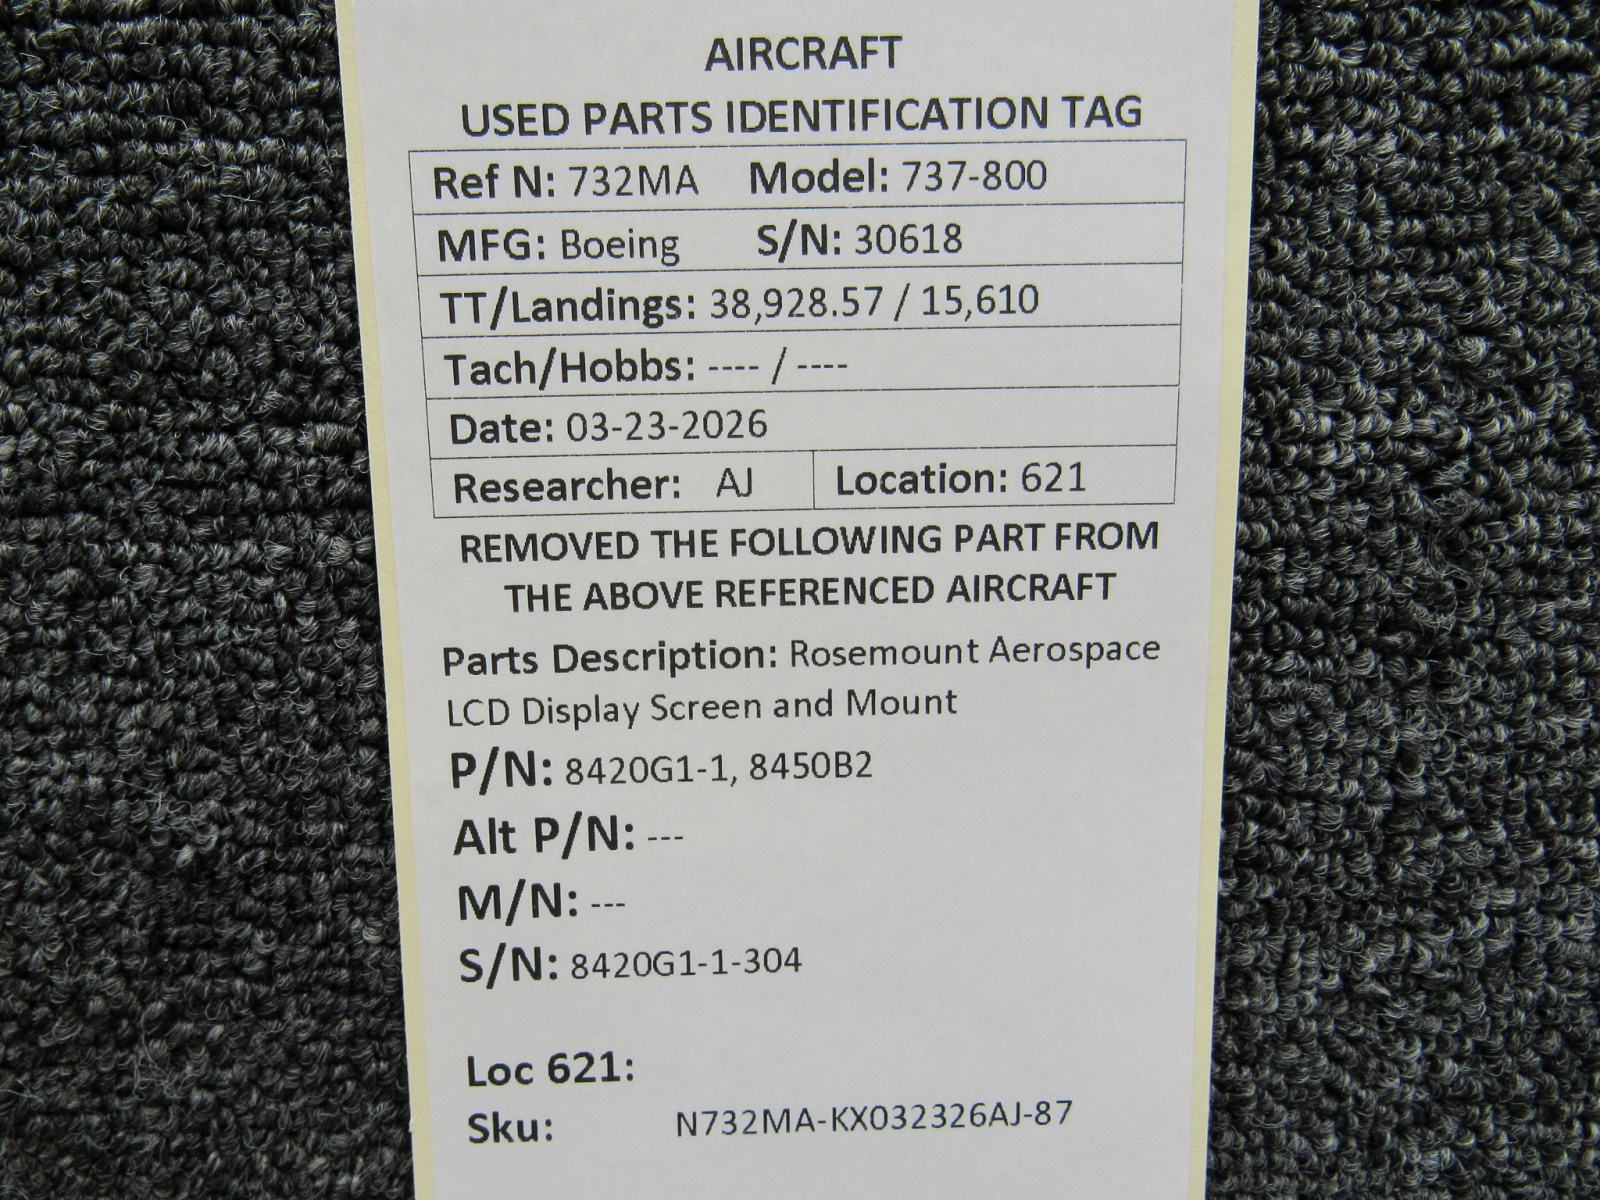 AIRCRAFT
USED PARTS IDENTIFICATION TAG
Ref N: 732MA Model: 737-800
MFG: Boeing S/N: 30618
TT/Landings: 38,928.57 / 15,610
Tach/Hobbs: ---- / ----
Date: 03-23-2026
Researcher: AJ Location: 621
REMOVED THE FOLLOWING PART FROM
THE ABOVE REFERENCED AIRCRAFT
Parts Description: Rosemount Aerospace
LCD Display Screen and Mount
P/N: 8420G1-1, 8450B2
Alt P/N: ---
M/N: ---
S/N: 8420G1-1-304
Loc 621:
Sku: N732MA-KX032326AJ-87